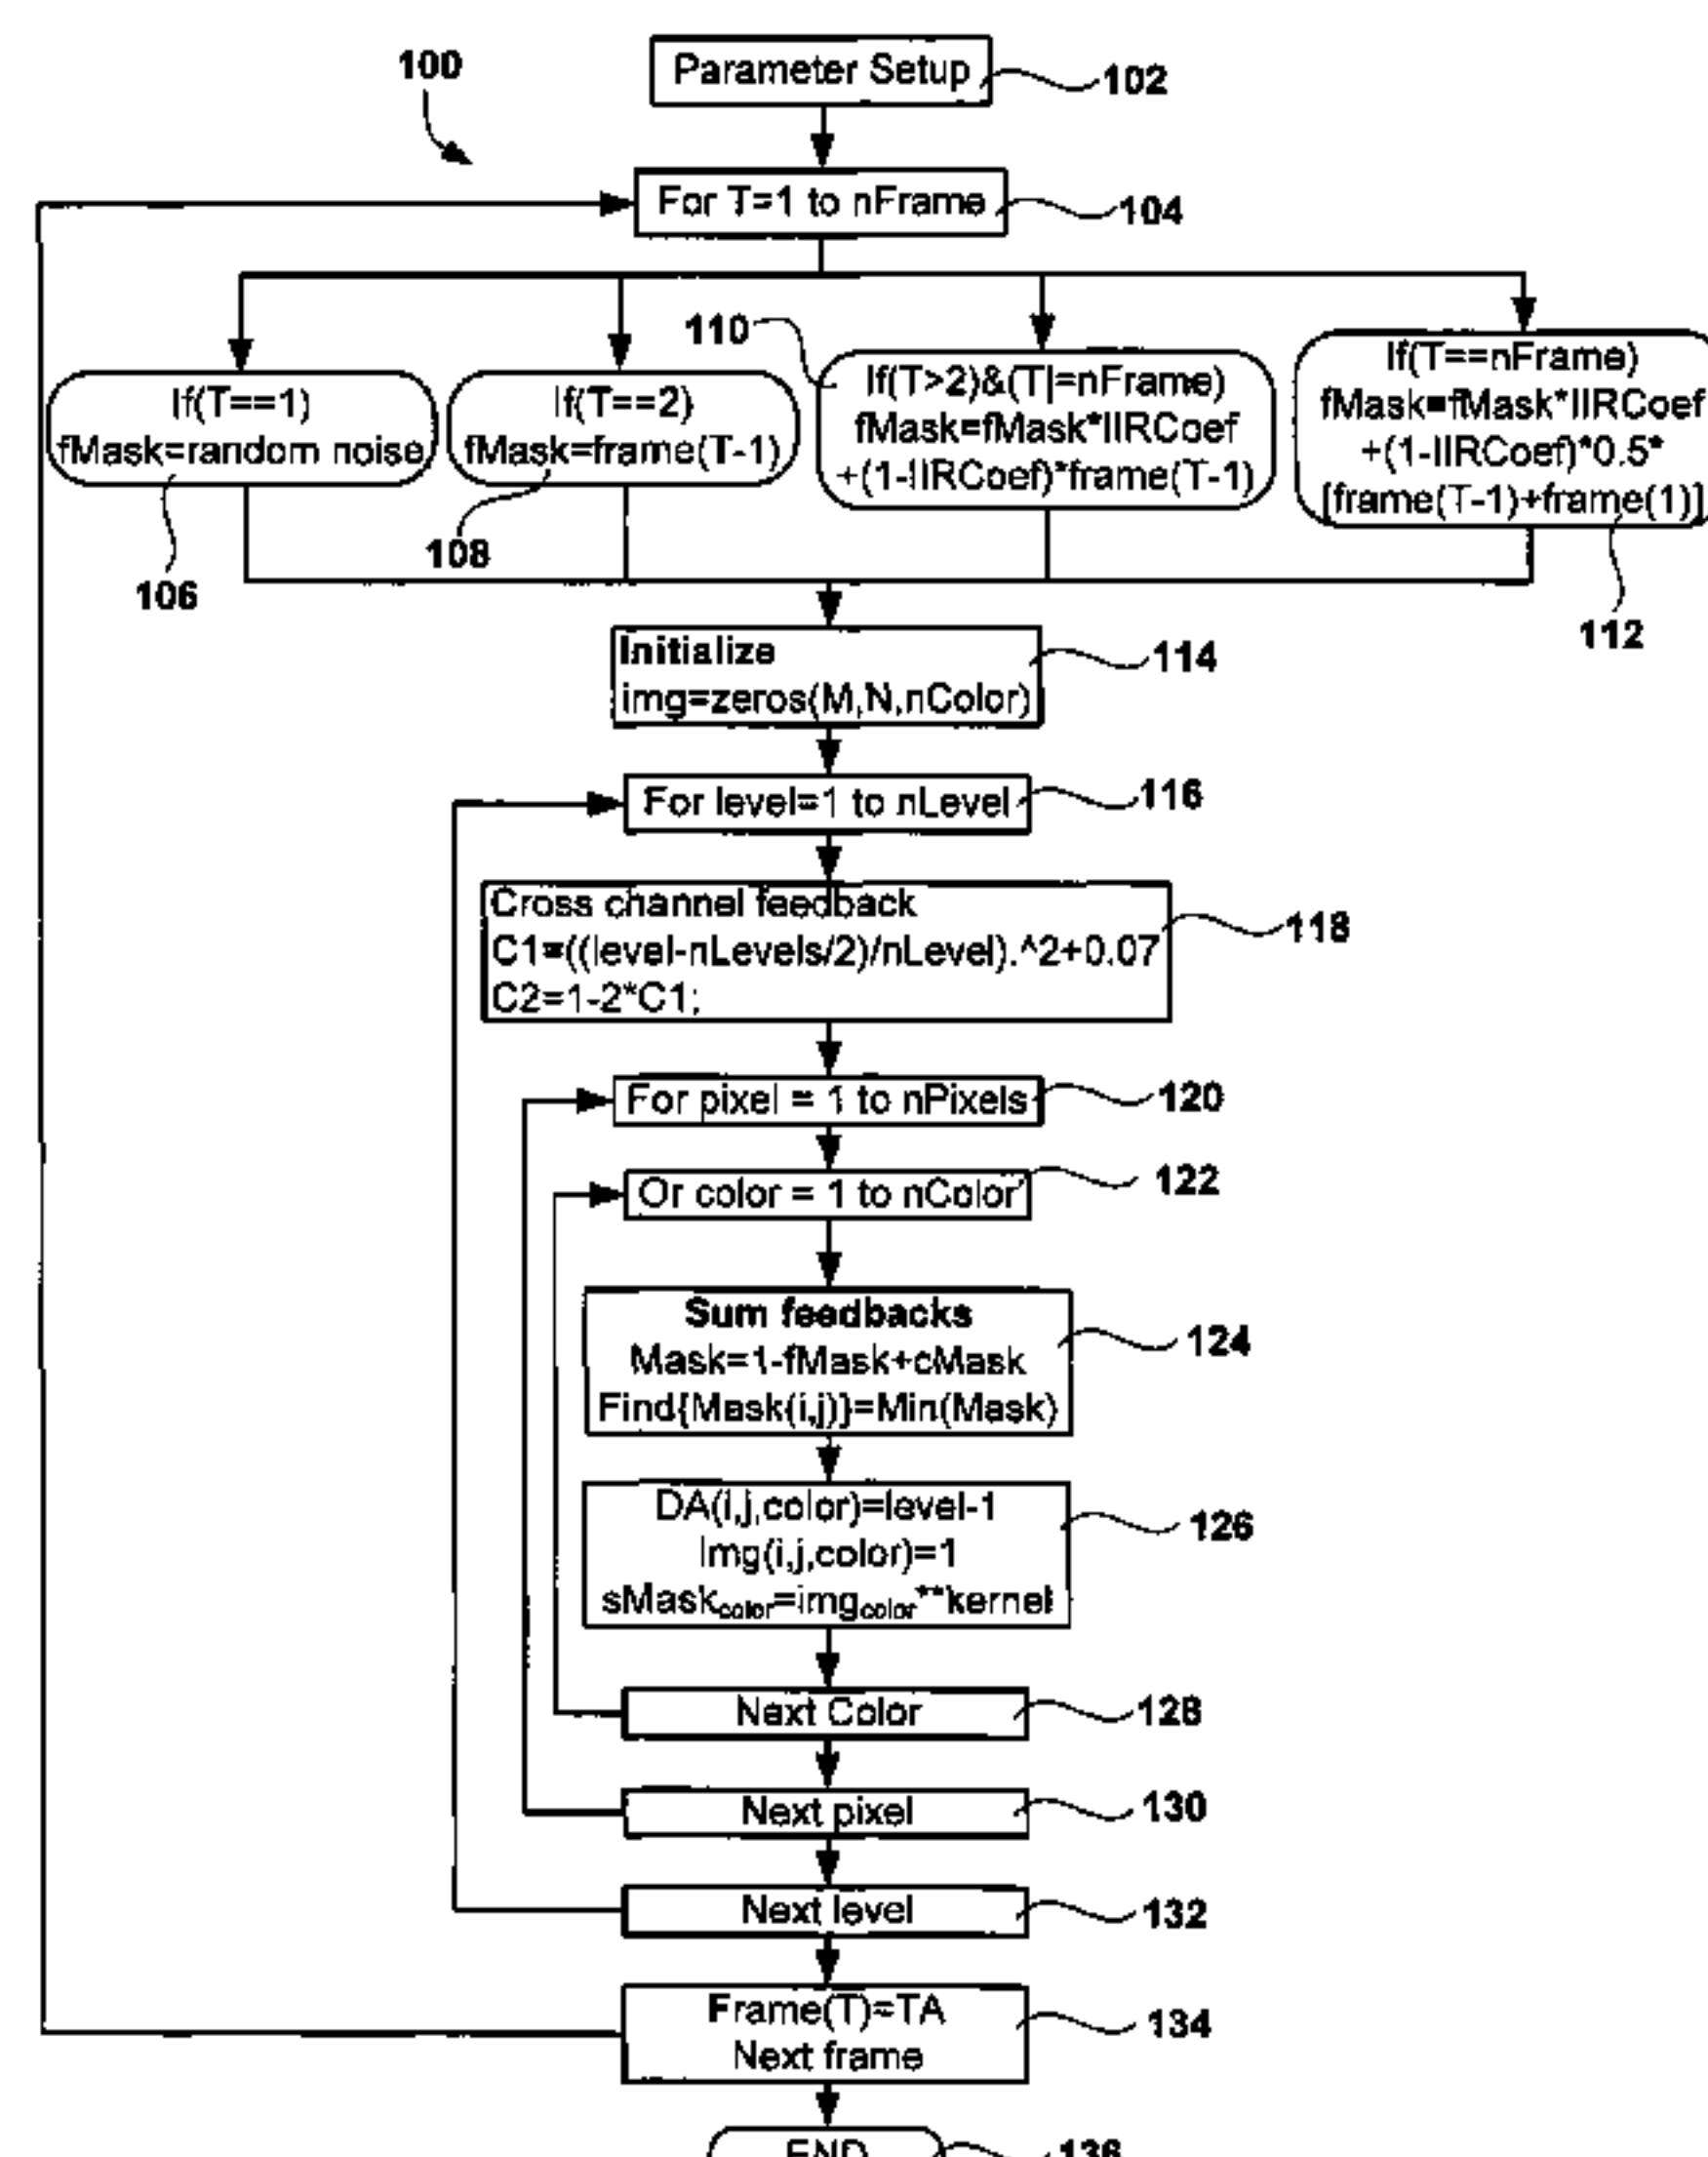 100
Parameter Setup
102
For T=1 to nFrame
104
If(T==1)
fMask=random noise
106
If(T==2)
fMask=frame(T-1)
108
110
If(T>2)&(T|=nFrame)
fMask=fMask*IIRCoef
+(1-IIRCoef)*frame(T-1)
If(T==nFrame)
fMask=fMask*IIRCoef
+(1-IIRCoef)*0.5*
[frame(T-1)+frame(1)]
112
Initialize
img=zeros(M,N,nColor)
114
For level=1 to nLevel
116
Cross channel feedback
C1=((level-nLevels/2)/nLevel).^2+0.07
C2=1-2*C1;
118
For pixel = 1 to nPixels
120
Or color = 1 to nColor
122
Sum feedbacks
Mask=1-fMask+cMask
Find{Mask(i,j)}=Min(Mask)
124
DA(i,j,color)=level-1
Img(i,j,color)=1
sMaskcolor=imgcolor**kernel
126
Next Color
128
Next pixel
130
Next level
132
Frame(T)=TA
Next frame
134
END
136